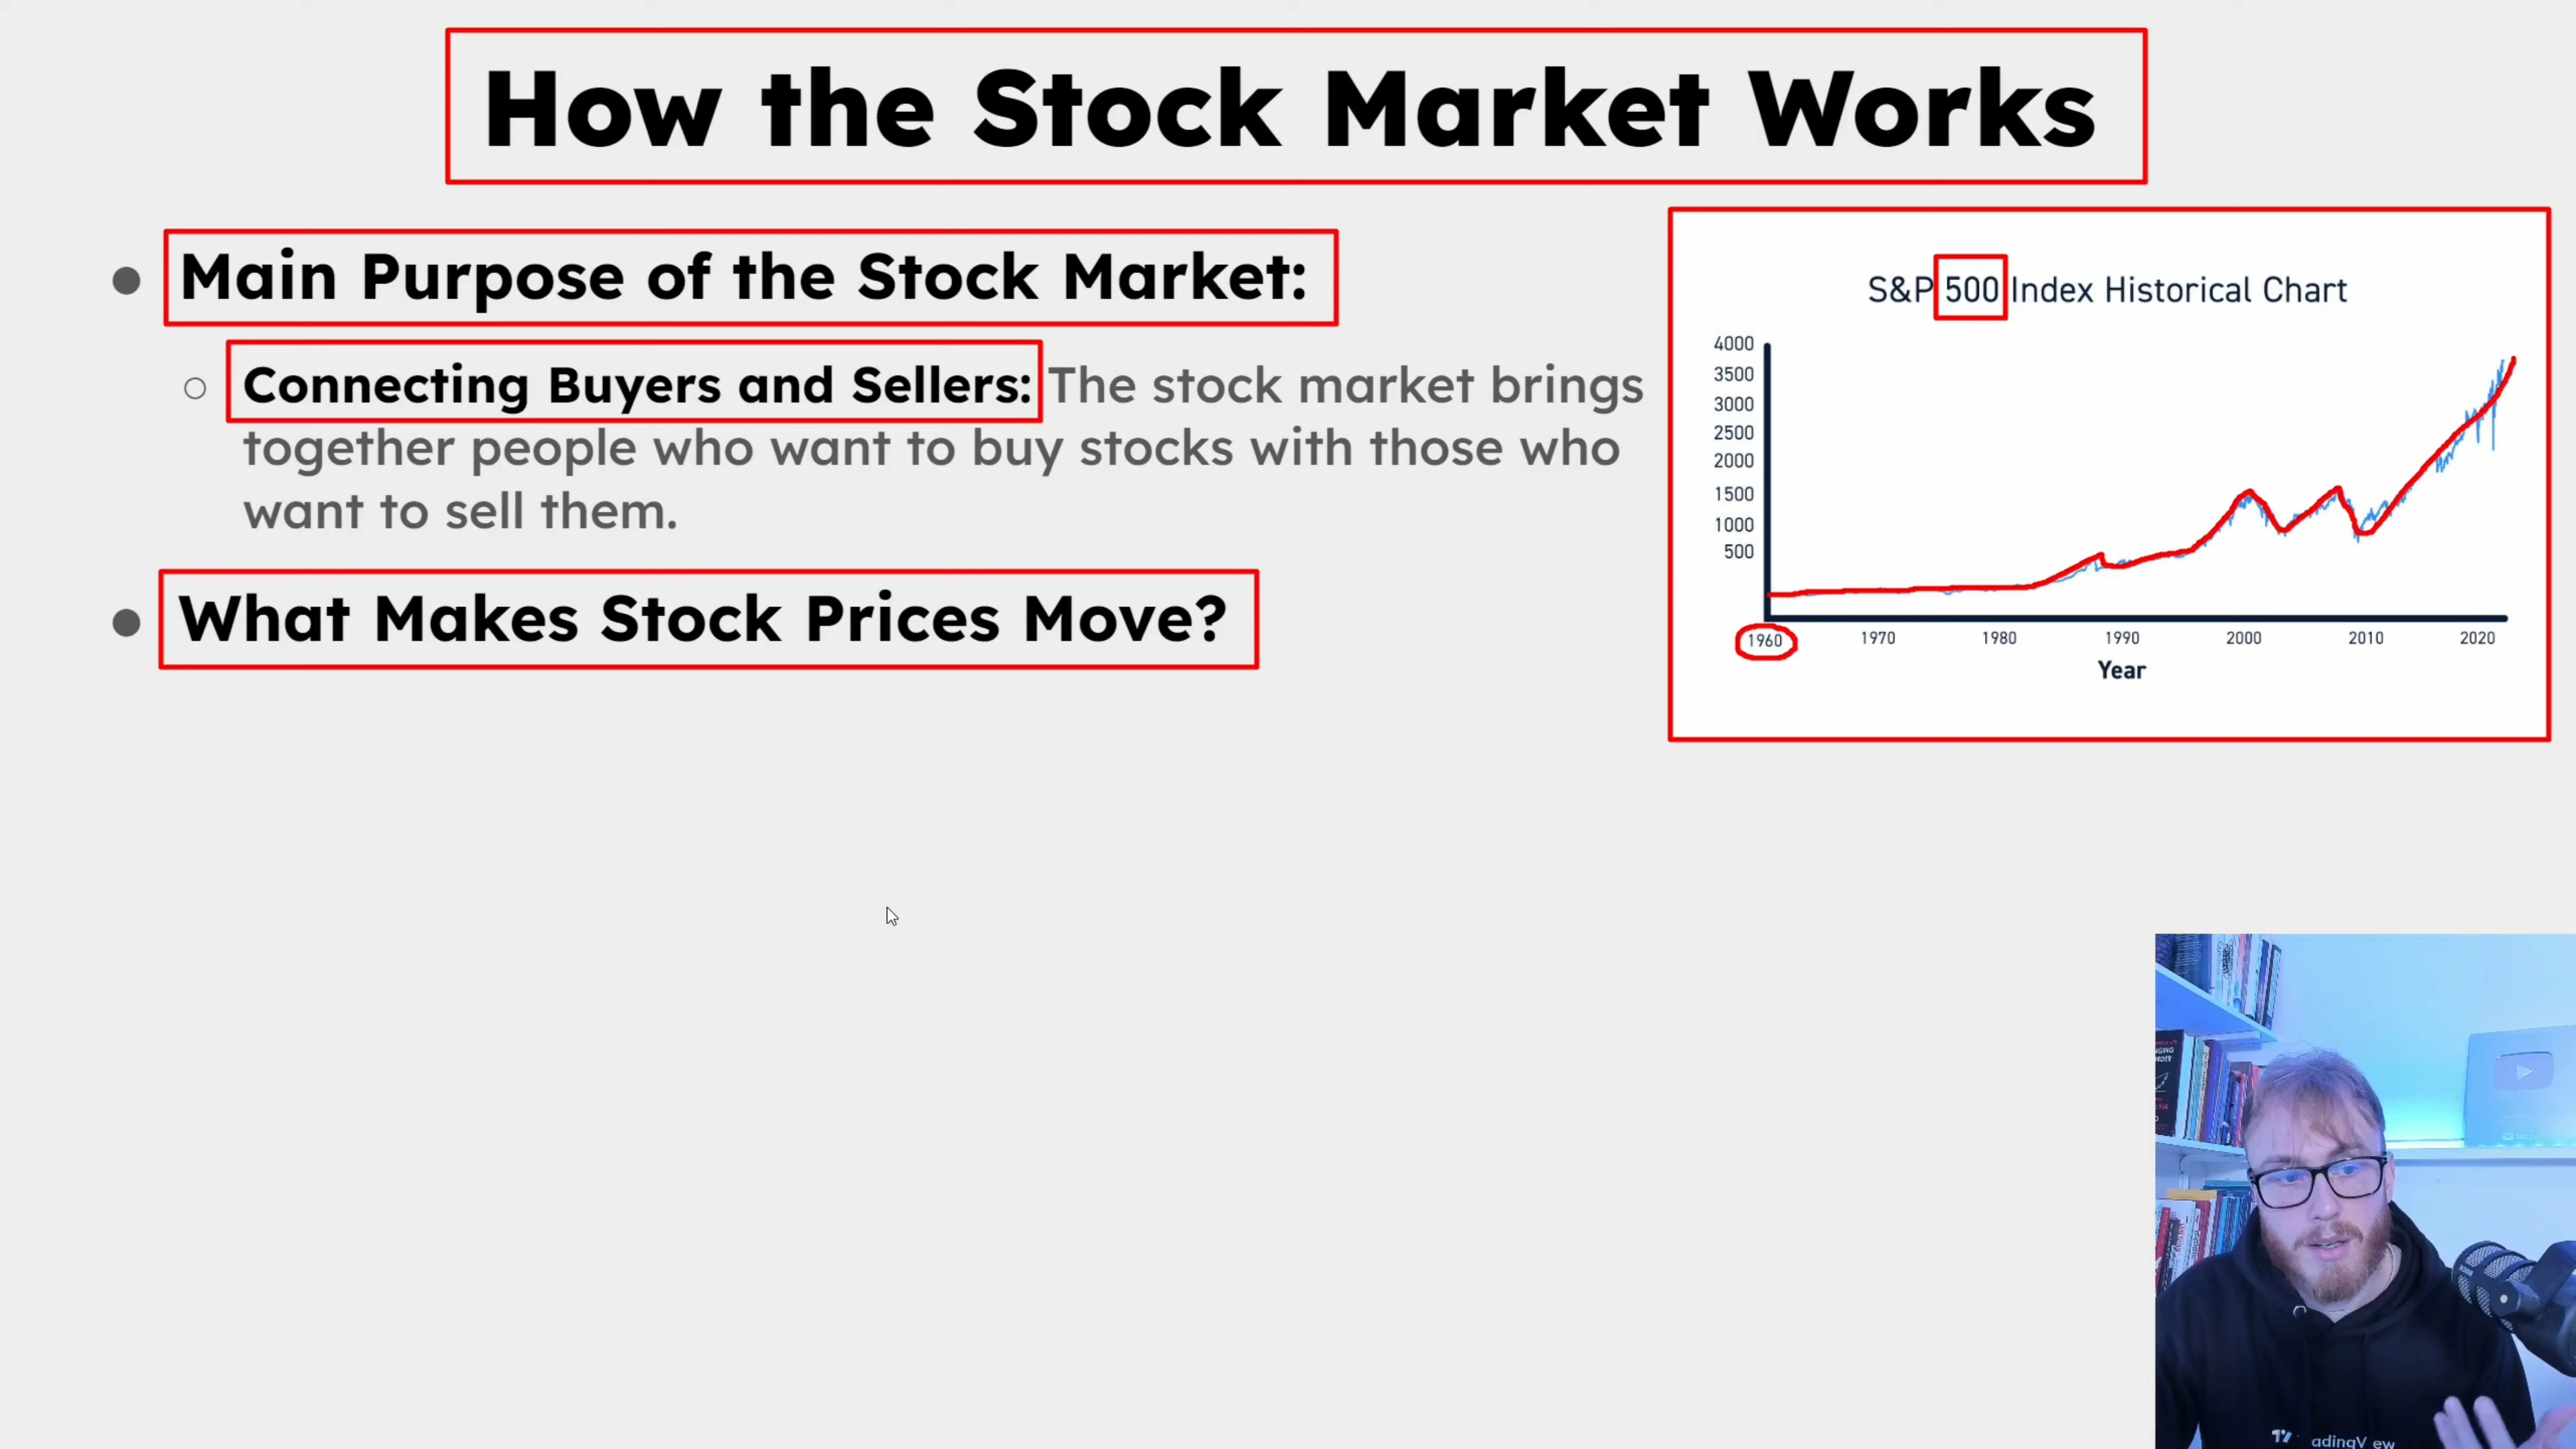 How the Stock Market Works
Main Purpose of the Stock Market:
Connecting Buyers and Sellers: The stock market brings
together people who want to buy stocks with those who
want to sell them.
What Makes Stock Prices Move?
S&P 500 Index Historical Chart
4000
3500
3000
2500
2000
1500
1000
500
1960 1970 1980 1990 2000 2010 2020
Year